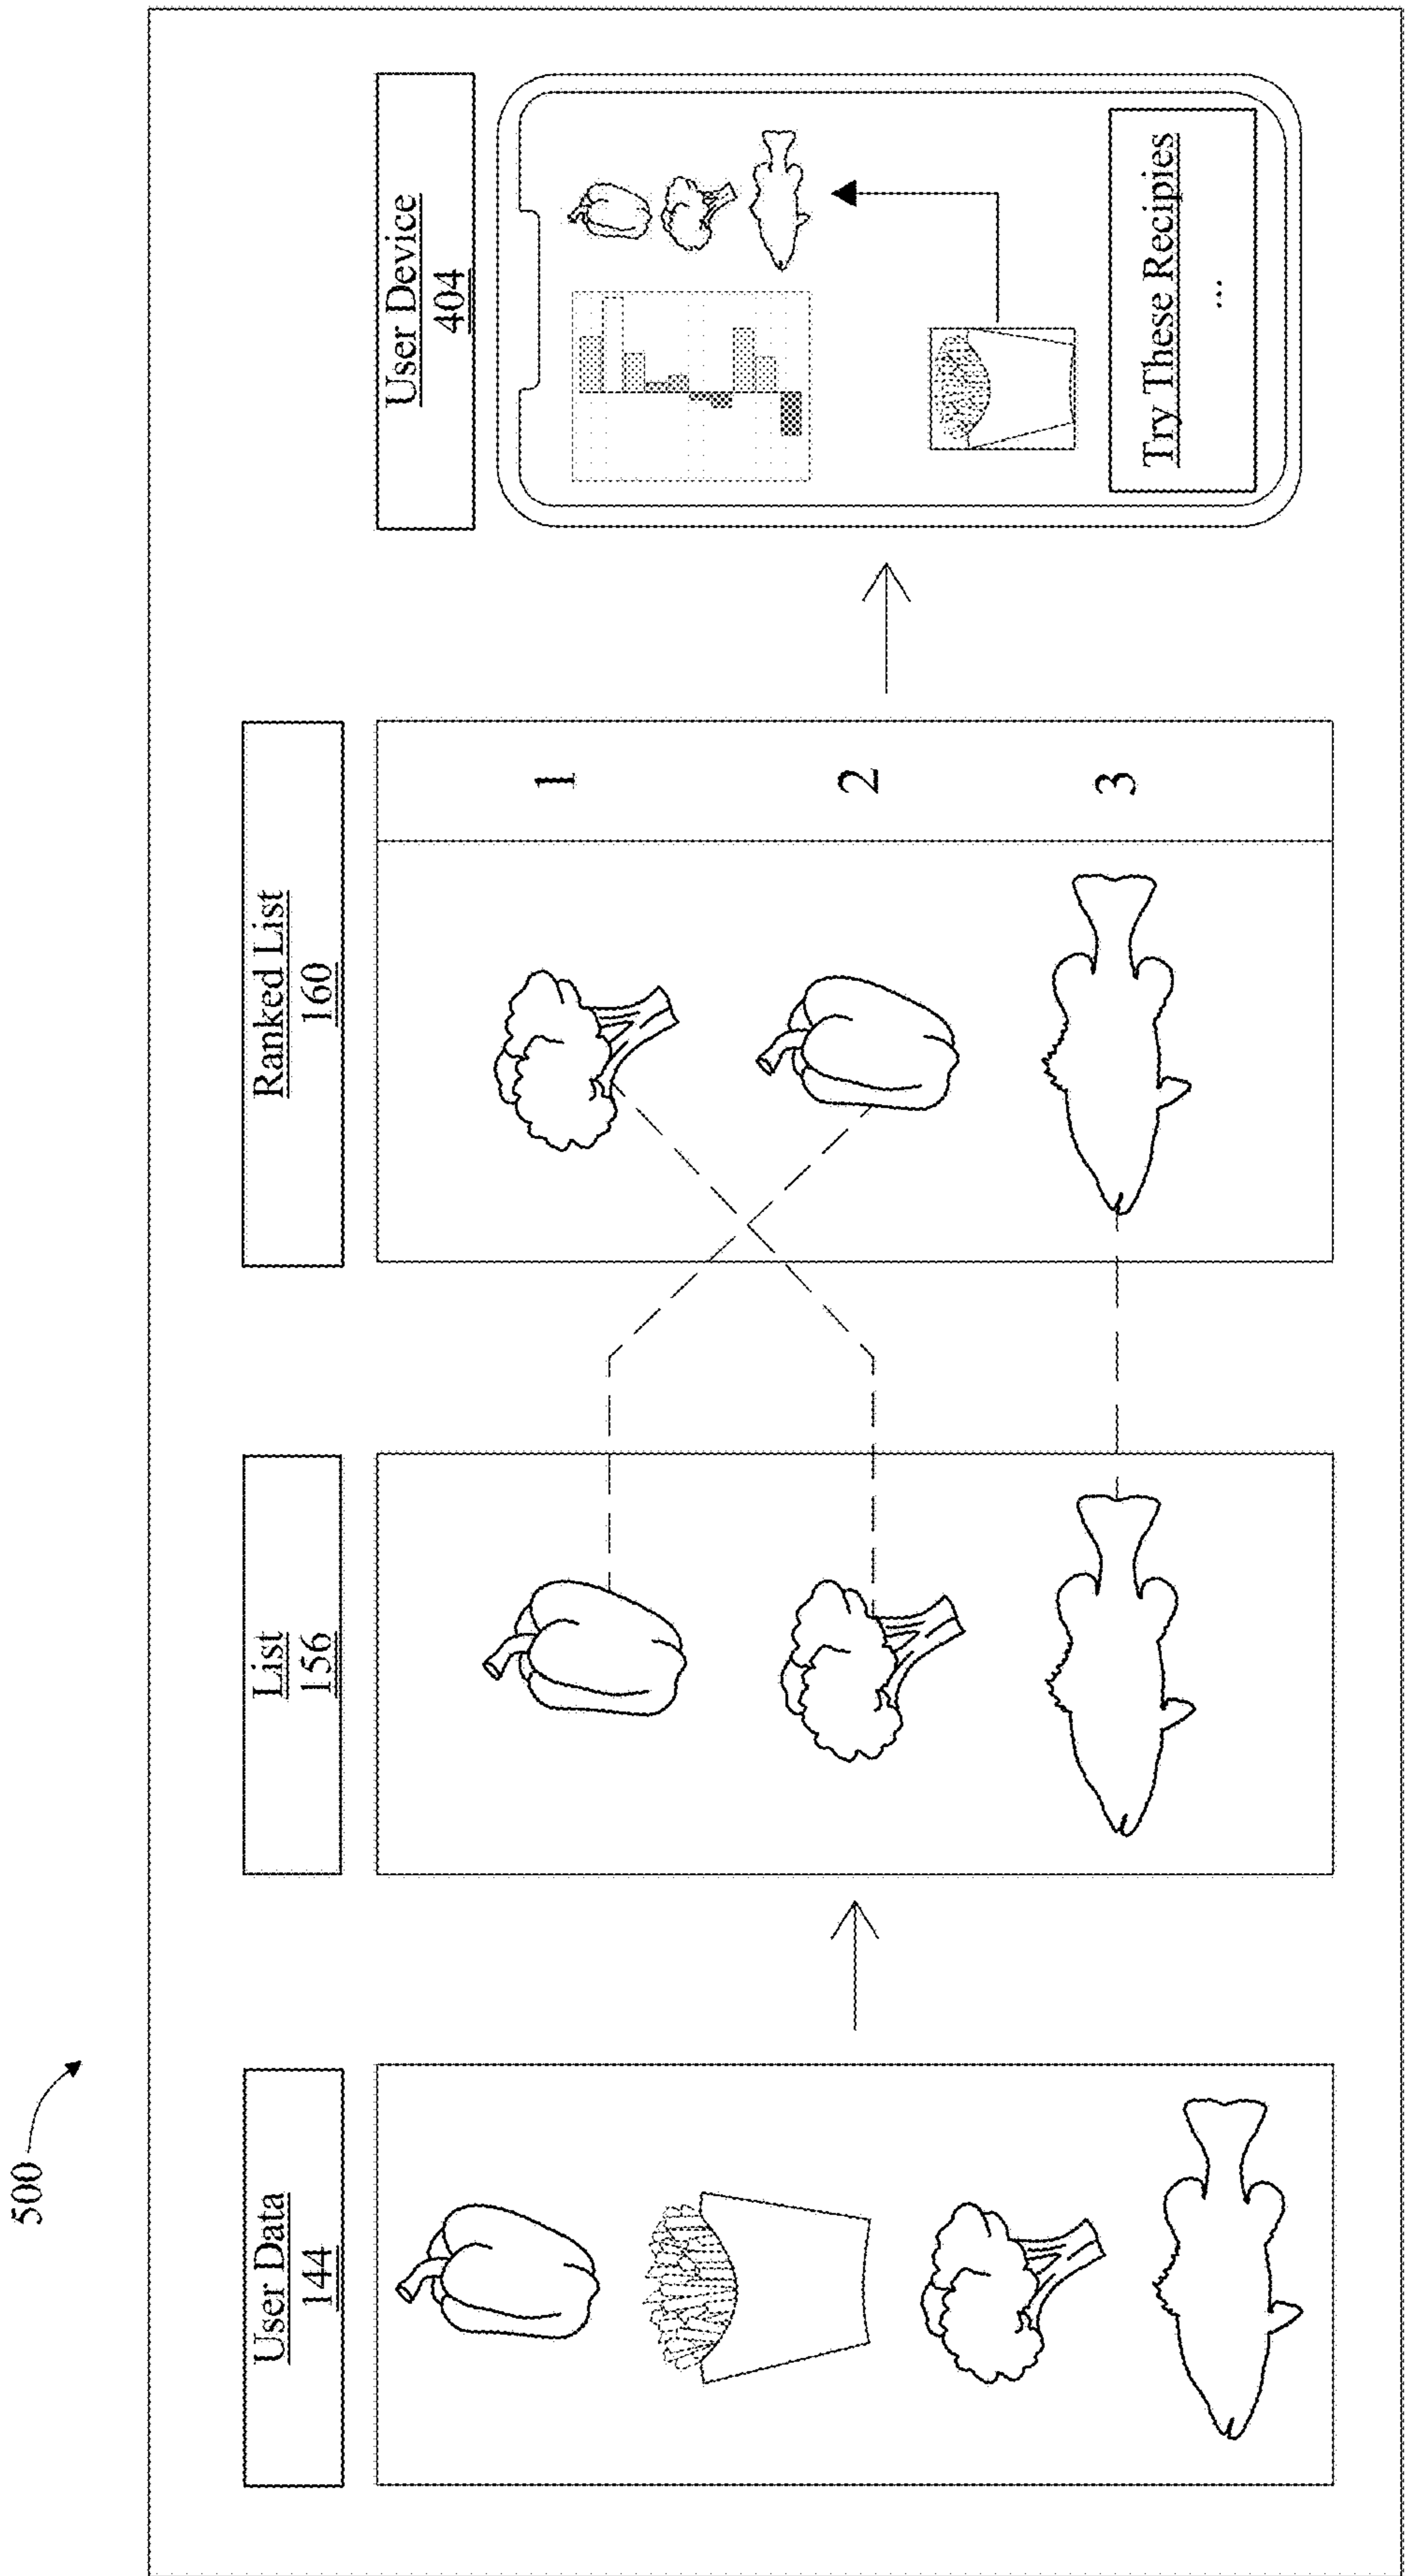 500
User Data
144
List
156
Ranked List
160
1
2
3
User Device
404
Try These Recipies
...